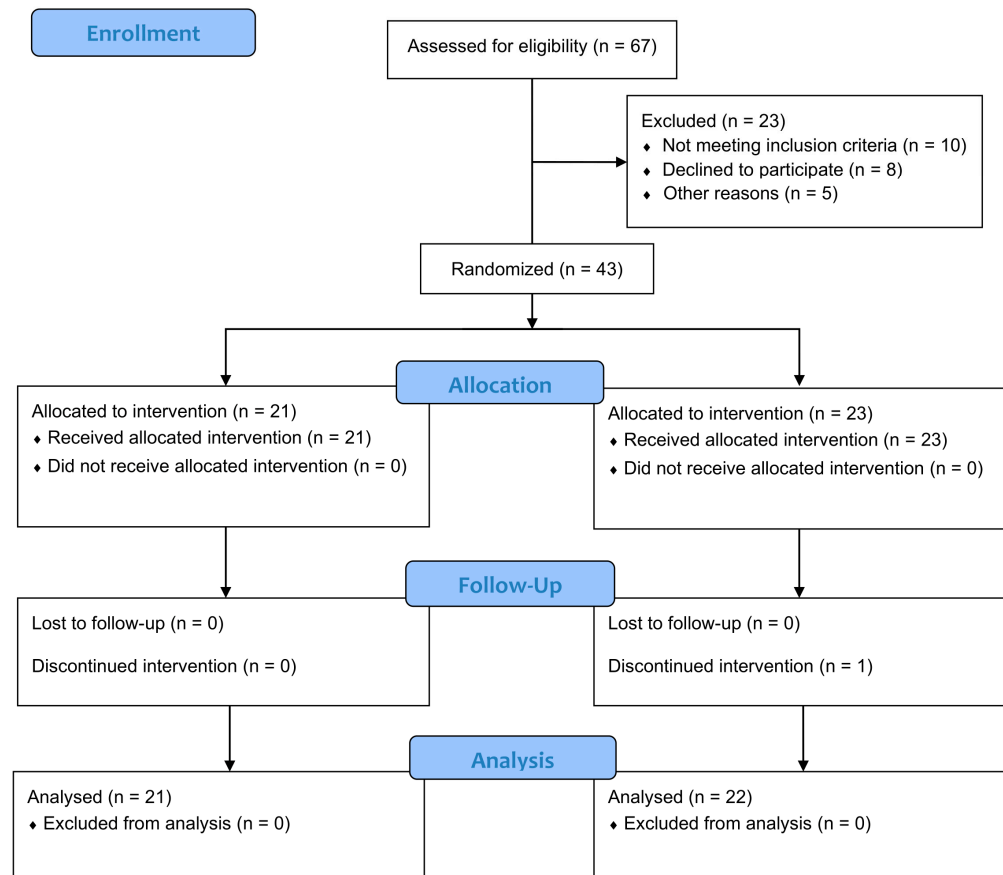 Enrollment
Assessed for eligibility (n = 67)
Excluded (n = 23)
♦ Not meeting inclusion criteria (n = 10)
♦ Declined to participate (n = 8)
♦ Other reasons (n = 5)
Randomized (n = 43)
Allocation
Allocated to intervention (n = 21)
♦ Received allocated intervention (n = 21)
♦ Did not receive allocated intervention (n = 0)
Allocated to intervention (n = 23)
♦ Received allocated intervention (n = 23)
♦ Did not receive allocated intervention (n = 0)
Follow-Up
Lost to follow-up (n = 0)
Discontinued intervention (n = 0)
Lost to follow-up (n = 0)
Discontinued intervention (n = 1)
Analysis
Analysed (n = 21)
♦ Excluded from analysis (n = 0)
Analysed (n = 22)
♦ Excluded from analysis (n = 0)